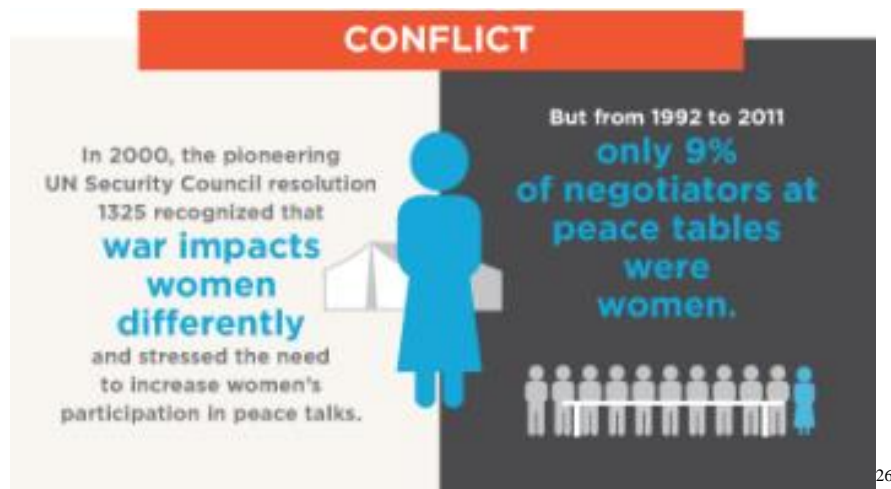 CONFLICT
In 2000, the pioneering
UN Security Council resolution
1325 recognized that
war impacts
women
differently
and stressed the need
to increase women's
participation in peace talks.
But from 1992 to 2011
only 9%
of negotiators at
peace tables
were
women.
26